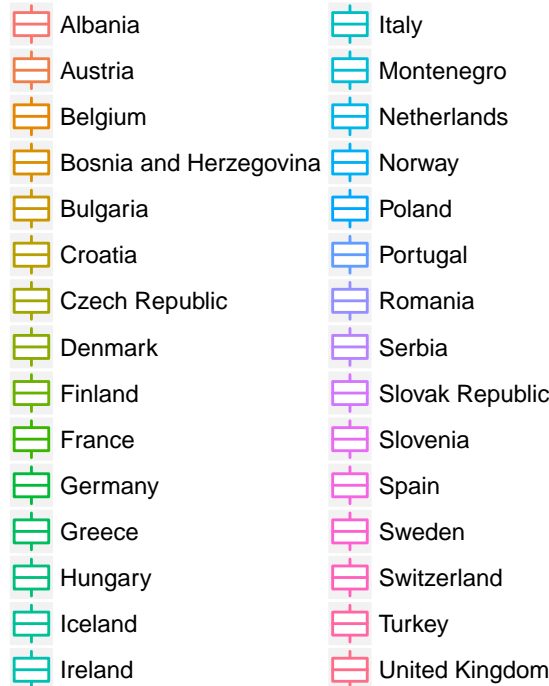 Albania
Austria
Belgium
Bosnia and Herzegovina
Bulgaria
Croatia
Czech Republic
Denmark
Finland
France
Germany
Greece
Hungary
Iceland
Ireland
Italy
Montenegro
Netherlands
Norway
Poland
Portugal
Romania
Serbia
Slovak Republic
Slovenia
Spain
Sweden
Switzerland
Turkey
United Kingdom